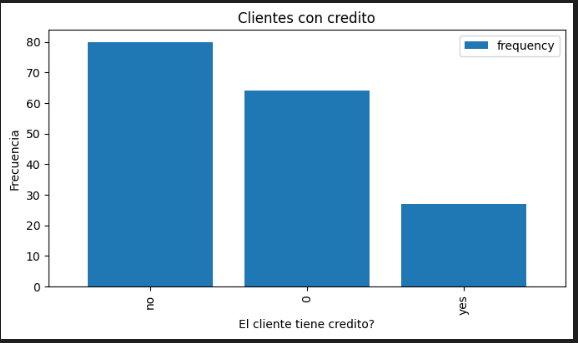 Clientes con credito
frequency
80
70
60
50
40
30
20
10
0
Frecuencia
no
0
yes
El cliente tiene credito?